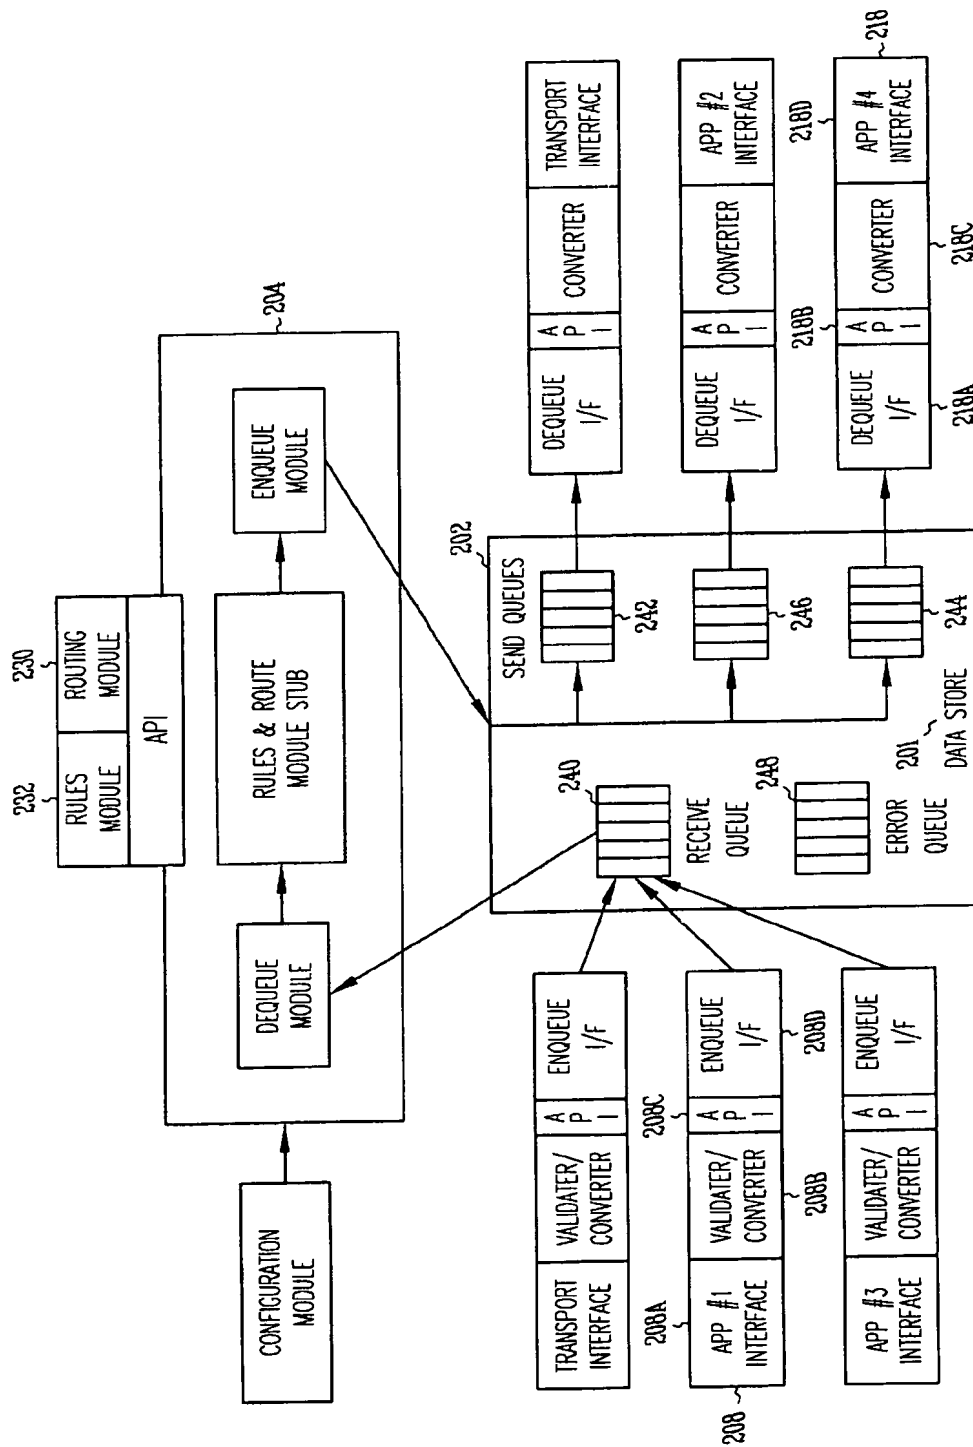 CONFIGURATION
MODULE
232
RULES
MODULE
230
ROUTING
MODULE
API
204
DEQUEUE
MODULE
RULES & ROUTE
MODULE STUB
ENQUEUE
MODULE
TRANSPORT
INTERFACE
VALIDATER/
CONVERTER
A
P
I
ENQUEUE
I/F
208A
208C
208
APP #1
INTERFACE
VALIDATER/
CONVERTER
A
P
I
ENQUEUE
I/F
208B
208D
APP #3
INTERFACE
VALIDATER/
CONVERTER
A
P
I
ENQUEUE
I/F
202
SEND QUEUES
240
RECEIVE
QUEUE
248
ERROR
QUEUE
242
246
244
201
DATA STORE
DEQUEUE
I/F
A
P
I
CONVERTER
TRANSPORT
INTERFACE
DEQUEUE
I/F
A
P
I
CONVERTER
APP #2
INTERFACE
218B
218D
218
DEQUEUE
I/F
A
P
I
CONVERTER
APP #4
INTERFACE
218A
218C